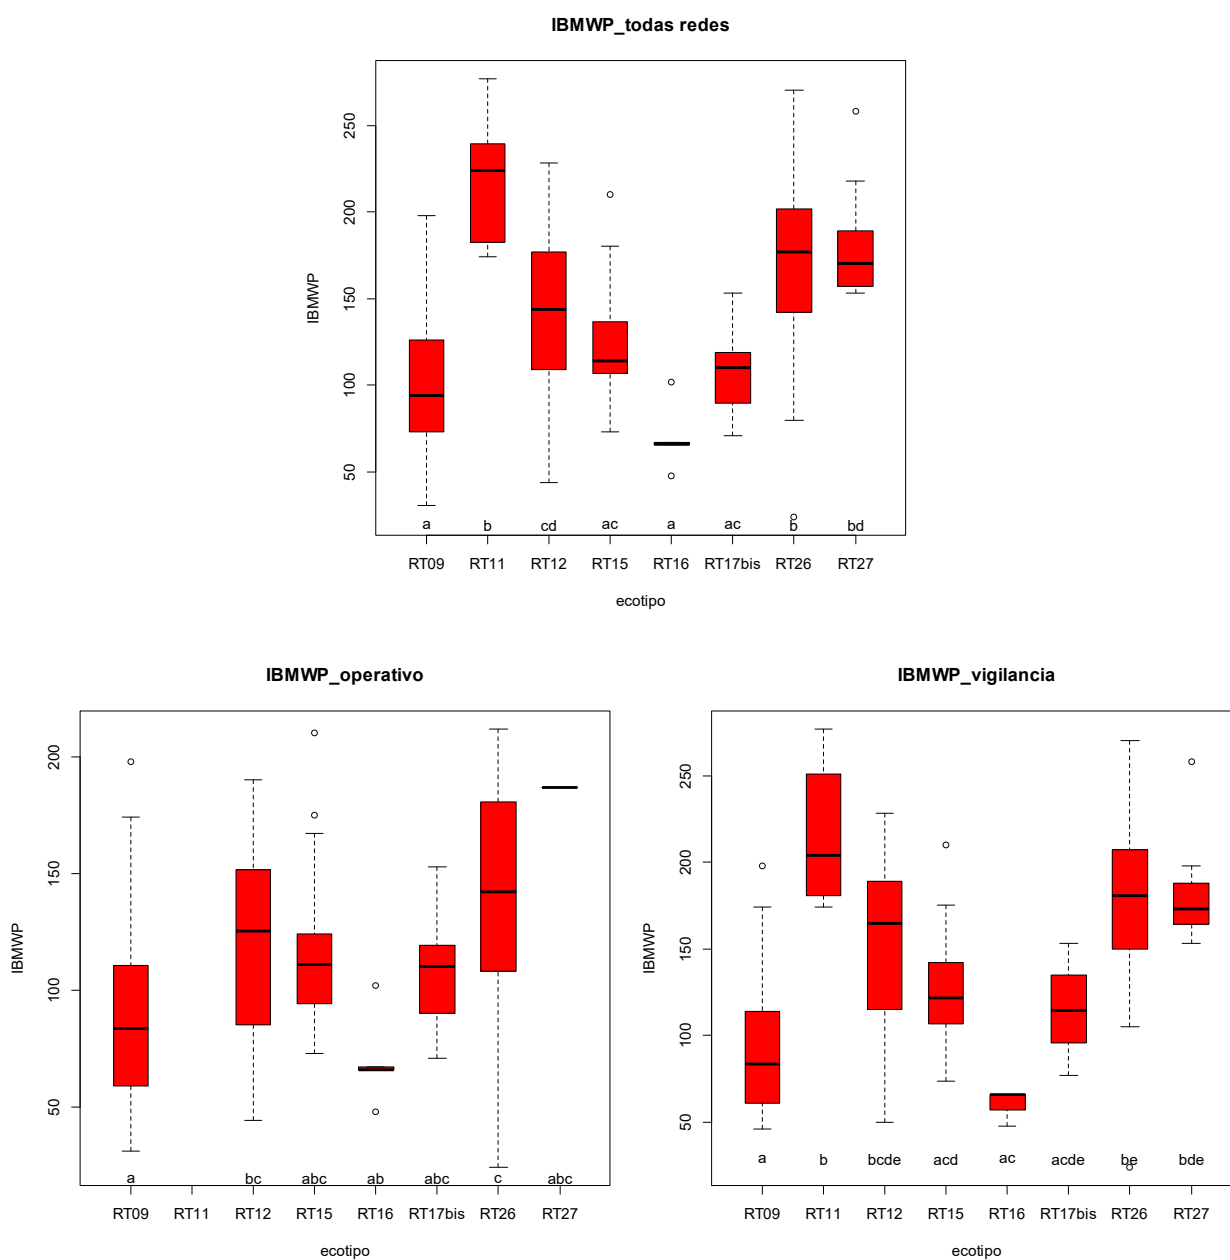 IBMWP_todas redes
IBMWP
250
200
150
100
50
a b cd ac a ac b bd
RT09 RT11 RT12 RT15 RT16 RT17bis RT26 RT27
ecotipo
IBMWP_operativo
IBMWP
200
150
100
50
a bc abc ab abc c abc
RT09 RT11 RT12 RT15 RT16 RT17bis RT26 RT27
ecotipo
IBMWP_vigilancia
IBMWP
250
200
150
100
50
a b bcde acd ac acde be bde
RT09 RT11 RT12 RT15 RT16 RT17bis RT26 RT27
ecotipo